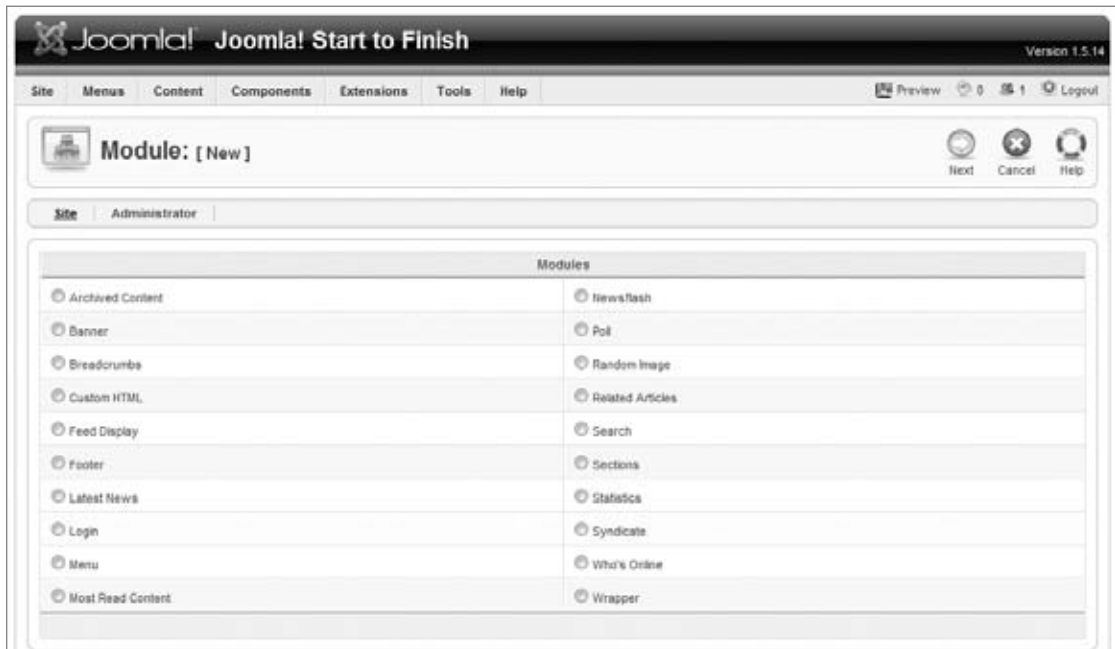 Joomla! Joomla! Start to Finish
Version 1.5.14
Site Menus Content Components Extensions Tools Help Preview 0 1 Logout
Module: [ New ]
Next Cancel Help
Site Administrator
Modules
Archived Content Newsflash
Banner Poll
Breadcrumbs Random Image
Custom HTML Related Articles
Feed Display Search
Footer Sections
Latest News Statistics
Login Syndicate
Menu Who's Online
Most Read Content Wrapper